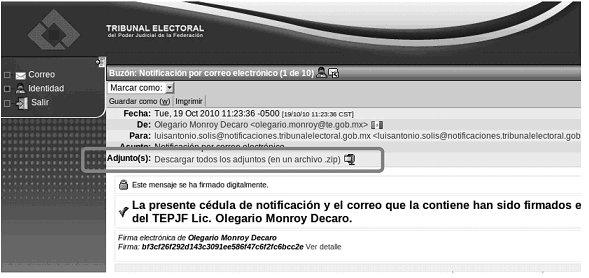 TRIBUNAL ELECTORAL
del Poder Judicial de la Federación
Correo
Identidad
Salir
Buzón: Notificación por correo electrónico (1 de 10)
Marcar como:
Guardar como (w) Imprimir
Fecha: Tue, 19 Oct 2010 11:23:36 -0500 [19/10/10 11:23:36 CST]
De: Olegario Monroy Decaro <olegario.monroy@te.gob.mx>
Para: luisantonio.solis@notificaciones.tribunalelectoral.gob.mx <luisantonio.solis@notificaciones.tribunalelectoral.gob
Asunto: Notificación por correo electrónico
Adjunto(s): Descargar todos los adjuntos (en un archivo .zip)
Este mensaje se ha firmado digitalmente.
La presente cédula de notificación y el correo que la contiene han sido firmados e
del TEPJF Lic. Olegario Monroy Decaro.
Firma electrónica de Olegario Monroy Decaro
Firma: bf3cf26f292d143c3091ee586f47c6f2fc6bcc2e Ver detalle